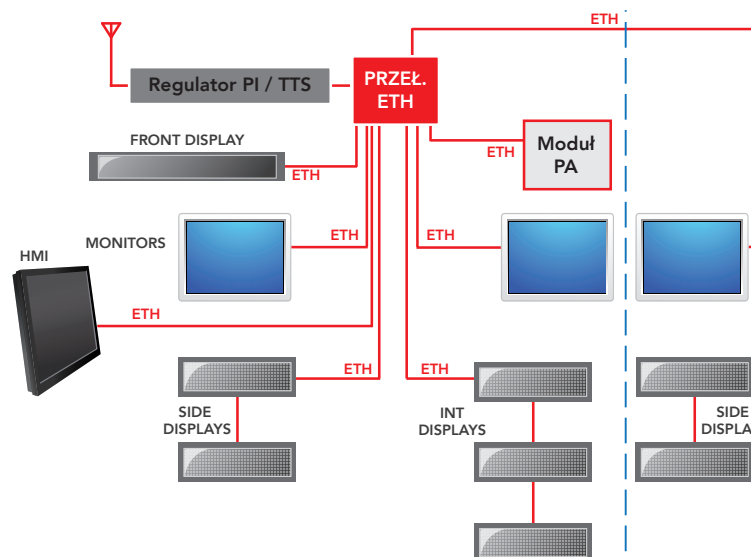 ETH
Regulator PI / TTS
PRZEŁ.
ETH
FRONT DISPLAY
ETH
ETH
Moduł
PA
MONITORS
ETH
ETH
HMI
ETH
ETH
ETH
SIDE
DISPLAYS
INT
DISPLAYS
SIDE
DISPLA